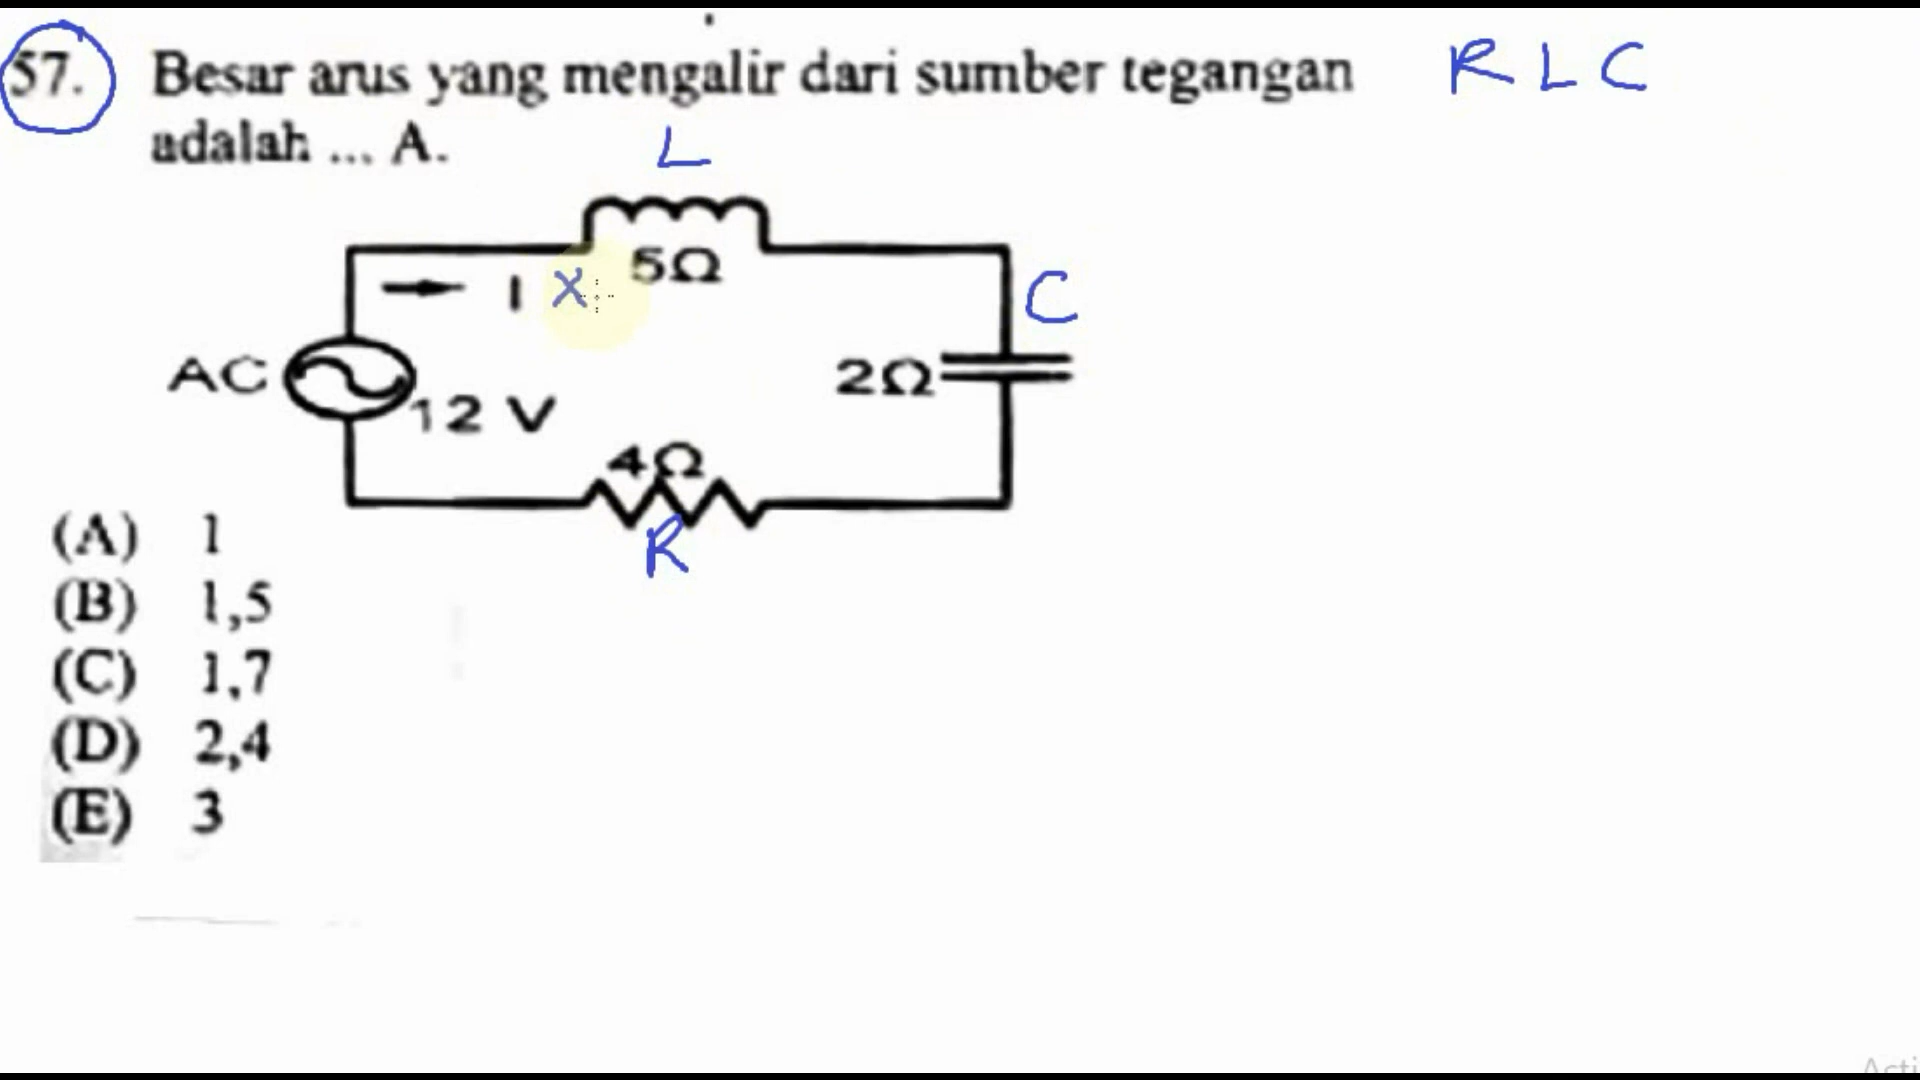 57. Besar arus yang mengalir dari sumber tegangan
adalah ... A.
R L C
L
5Ω
I X
C
AC
12 V
2Ω
4Ω
R
(A) 1
(B) 1,5
(C) 1,7
(D) 2,4
(E) 3